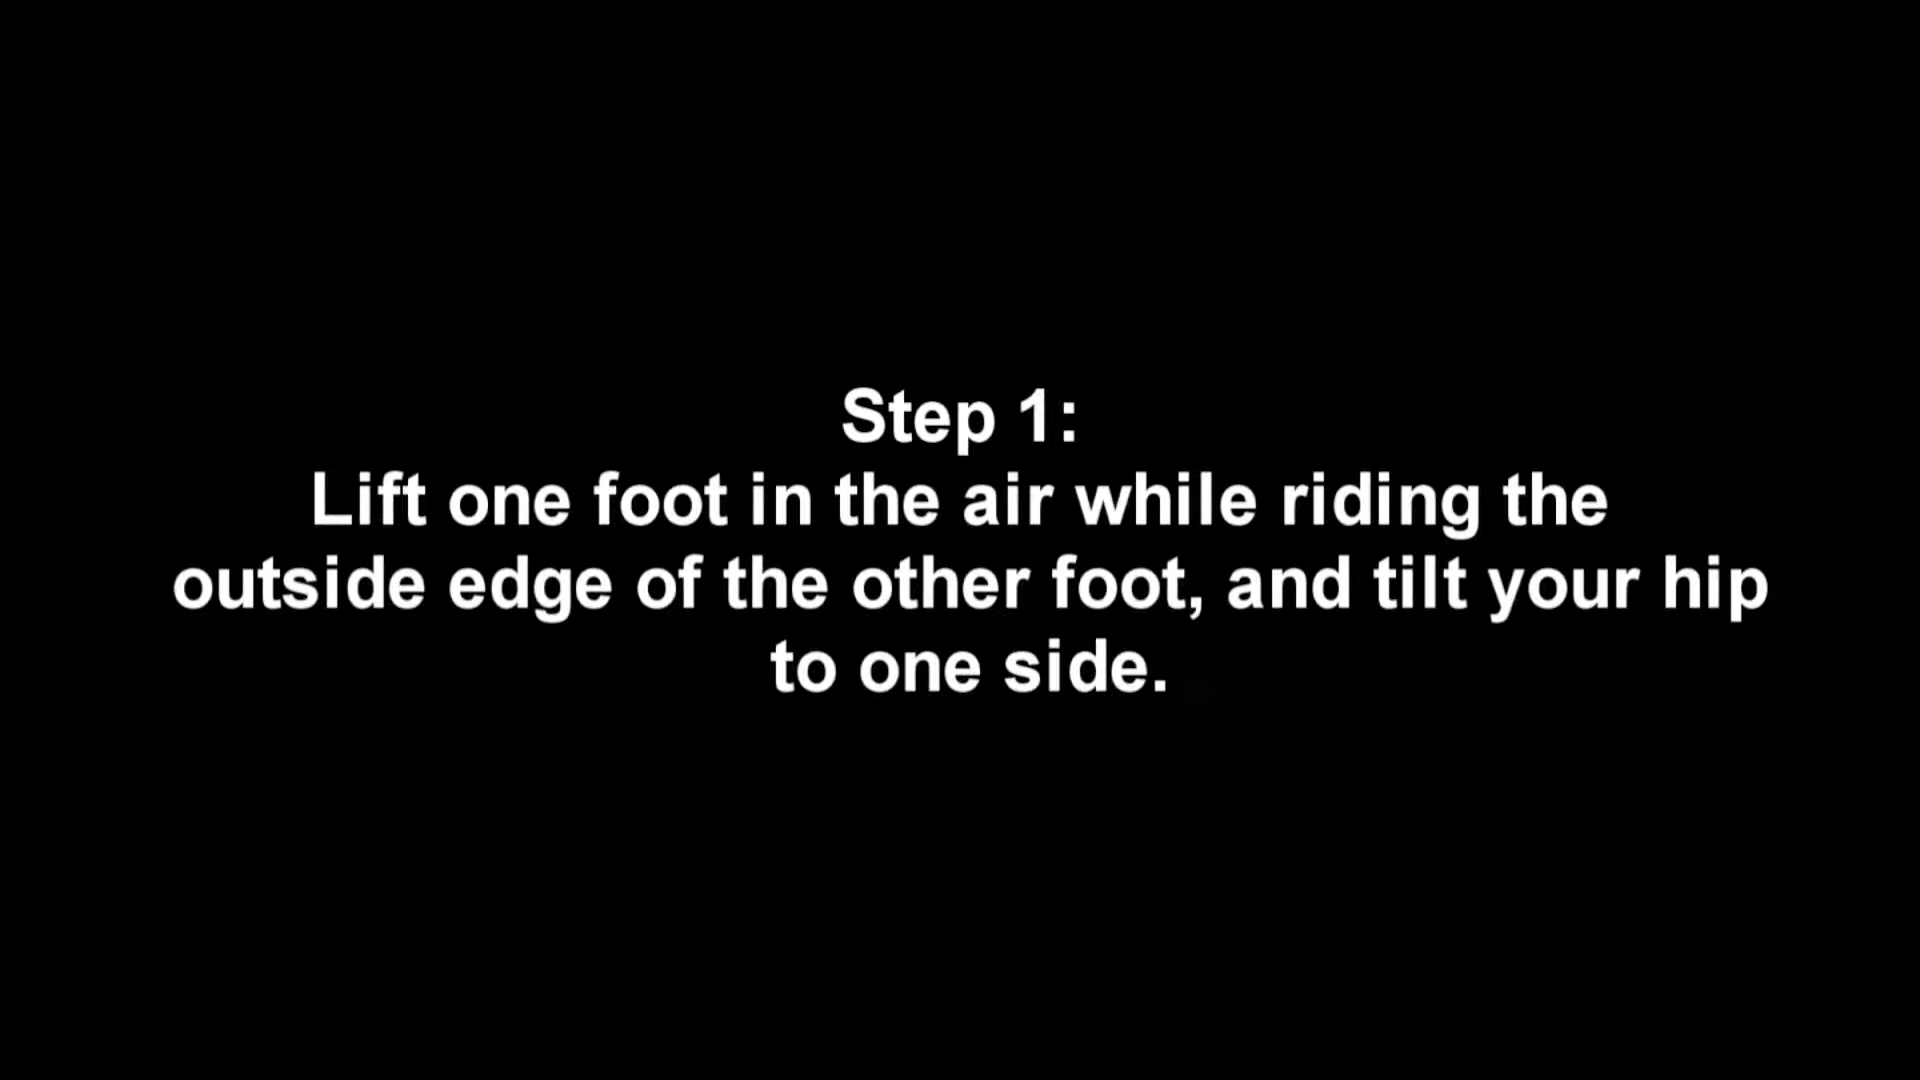 Step 1:
Lift one foot in the air while riding the
outside edge of the other foot, and tilt your hip
to one side.